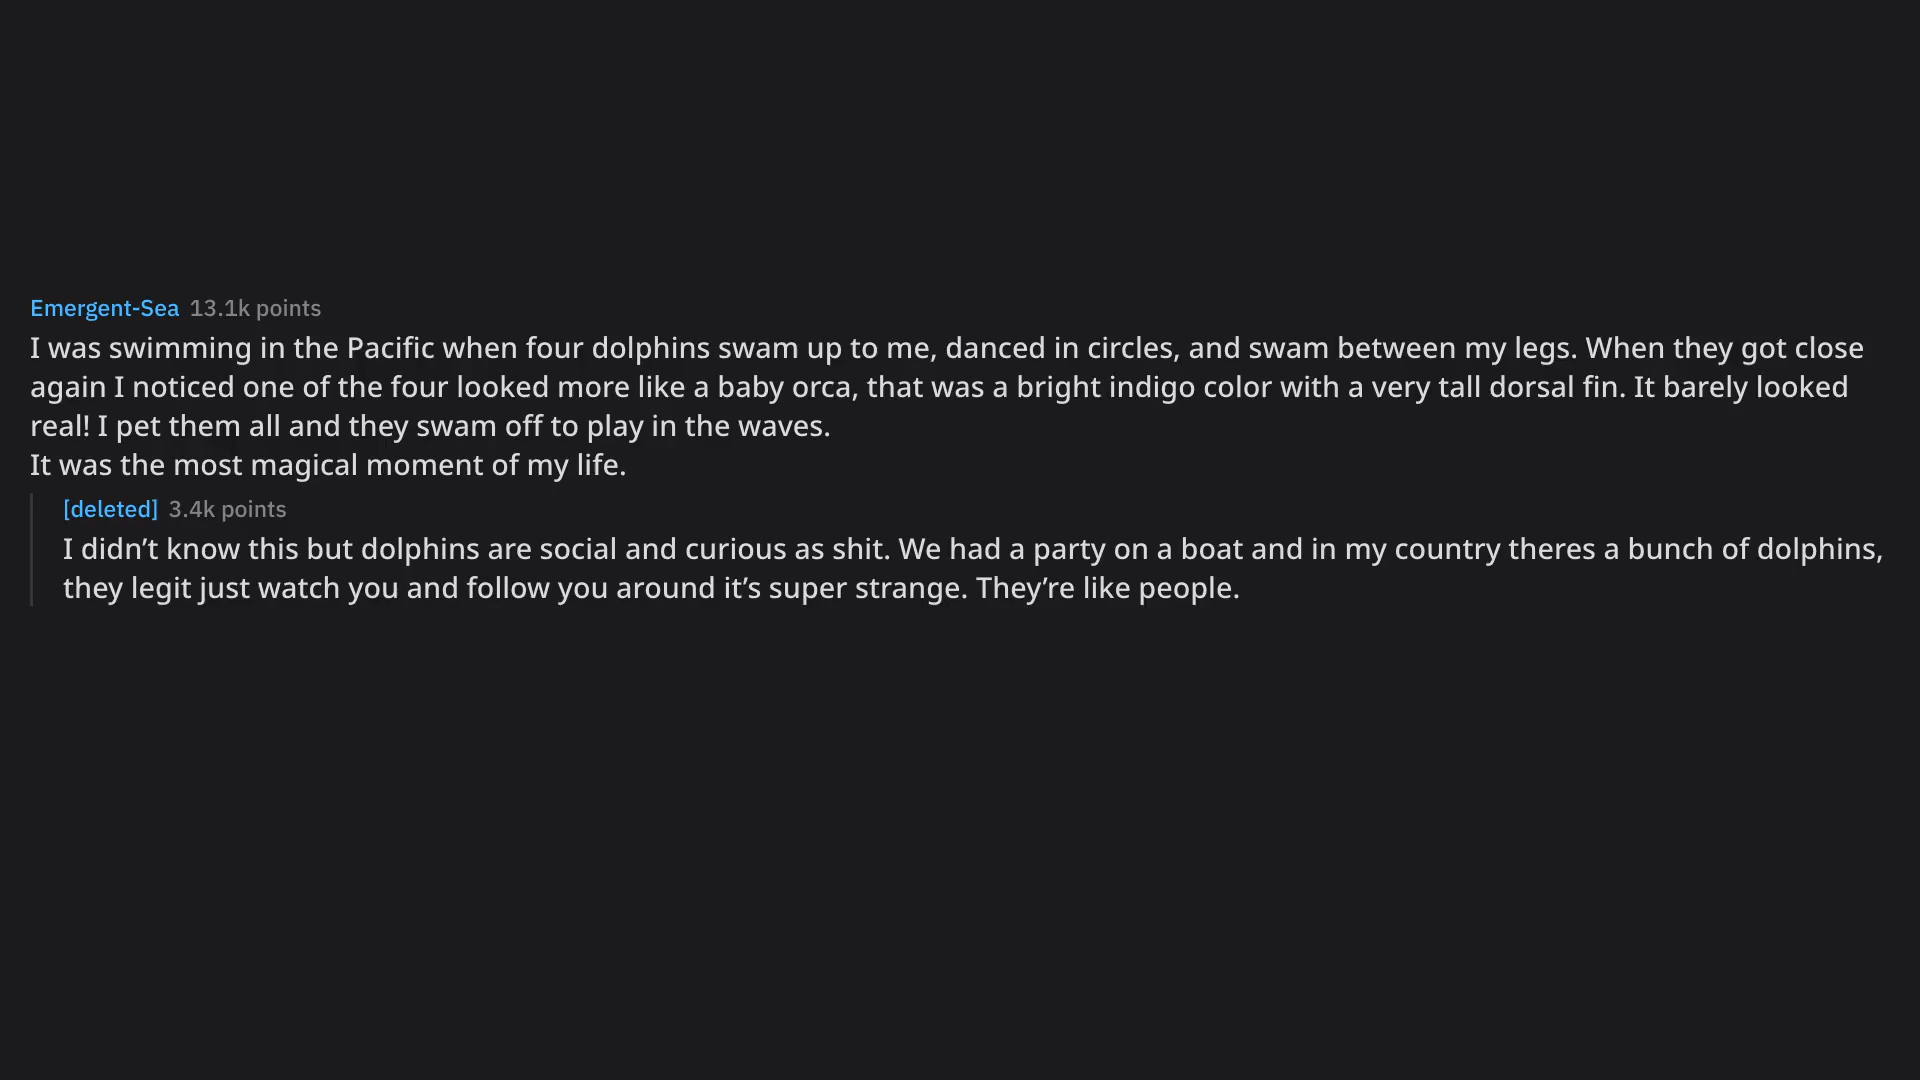 Emergent-Sea 13.1k points
I was swimming in the Pacific when four dolphins swam up to me, danced in circles, and swam between my legs. When they got close
again I noticed one of the four looked more like a baby orca, that was a bright indigo color with a very tall dorsal fin. It barely looked
real! I pet them all and they swam off to play in the waves.
It was the most magical moment of my life.
[deleted] 3.4k points
I didn’t know this but dolphins are social and curious as shit. We had a party on a boat and in my country theres a bunch of dolphins,
they legit just watch you and follow you around it’s super strange. They’re like people.